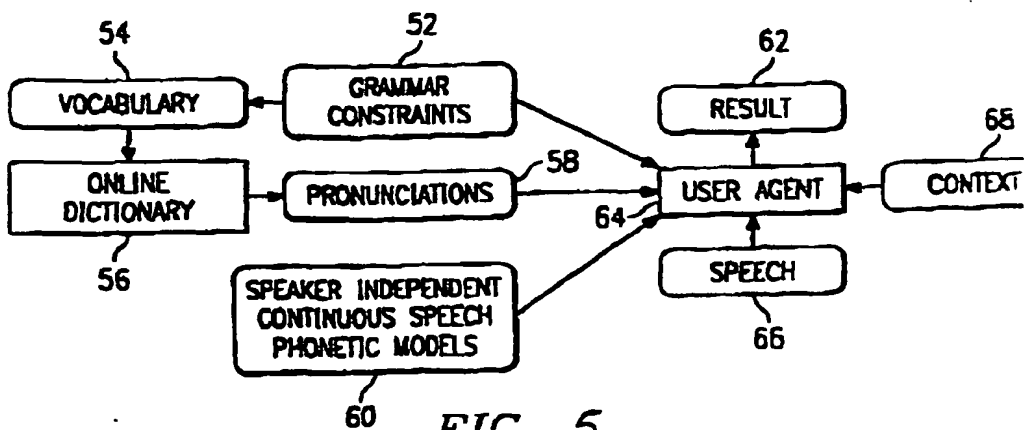 54
52
62
68
VOCABULARY
GRAMMAR
CONSTRAINTS
RESULT
CONTEXT
ONLINE
DICTIONARY
PRONUNCIATIONS
58
64
USER AGENT
56
SPEAKER INDEPENDENT
CONTINUOUS SPEECH
PHONETIC MODELS
SPEECH
66
60
FIG. 5